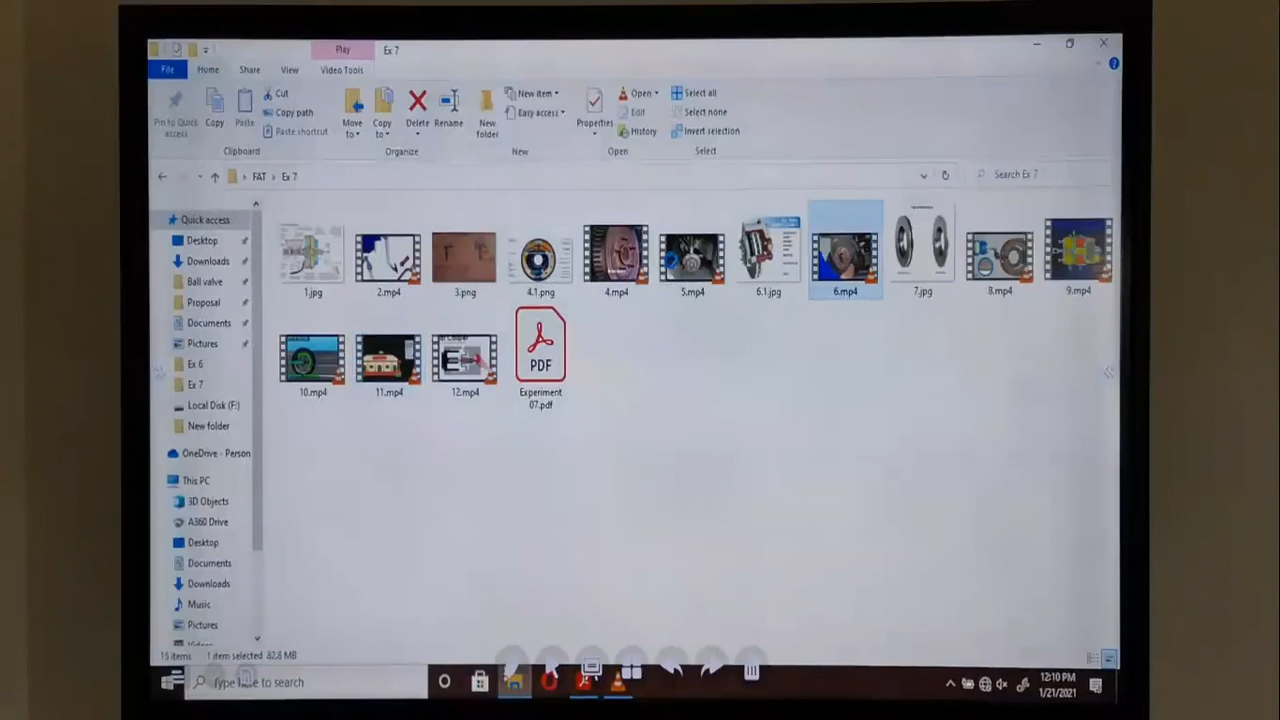 Play Ex 7
File Home Share View Video Tools
Pin to Quick access
Copy
Paste
Cut
Copy path
Paste shortcut
Clipboard
Move to
Copy to
Delete
Rename
Organize
New folder
New item
Easy access
New
Properties
Open
Edit
History
Open
Select all
Select none
Invert selection
Select
FAT > Ex 7
Search Ex 7
Quick access
Desktop
Downloads
Ball valve
Proposal
Documents
Pictures
Ex 6
Ex 7
Local Disk (F:)
New folder
OneDrive - Person
This PC
3D Objects
A360 Drive
Desktop
Documents
Downloads
Music
Pictures
1.jpg 2.mp4 3.png 4.1.png 4.mp4 5.mp4 6.1.jpg 6.mp4 7.jpg 8.mp4 9.mp4
PDF
10.mp4 11.mp4 12.mp4 Experiment
07.pdf
15 items 1 item selected 82.8 MB
Type here to search
12:10 PM
1/21/2021